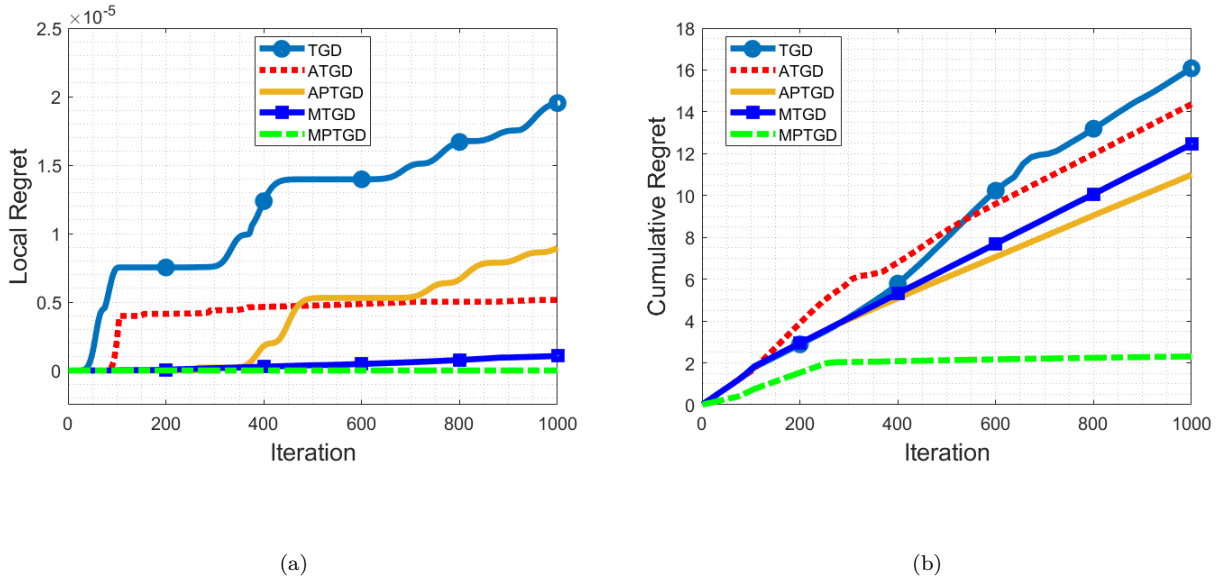 ×10⁻⁵
2.5
2
1.5
1
0.5
0
Local Regret
TGD
ATGD
APTGD
MTGD
MPTGD
0 200 400 600 800 1000
Iteration
(a)
18
16
14
12
10
8
6
4
2
0
Cumulative Regret
TGD
ATGD
APTGD
MTGD
MPTGD
0 200 400 600 800 1000
Iteration
(b)